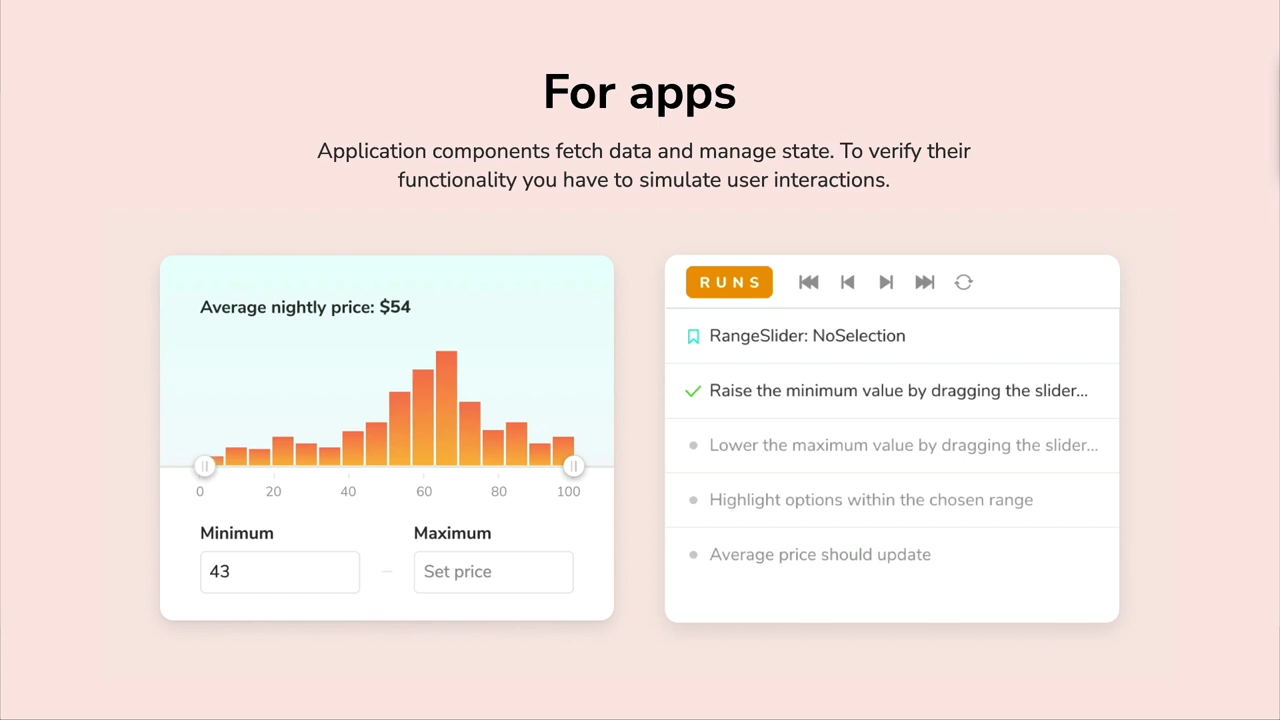 For apps
Application components fetch data and manage state. To verify their
functionality you have to simulate user interactions.
Average nightly price: $54
0 20 40 60 80 100
Minimum
Maximum
43
Set price
RUNS
RangeSlider: NoSelection
Raise the minimum value by dragging the slider...
Lower the maximum value by dragging the slider...
Highlight options within the chosen range
Average price should update